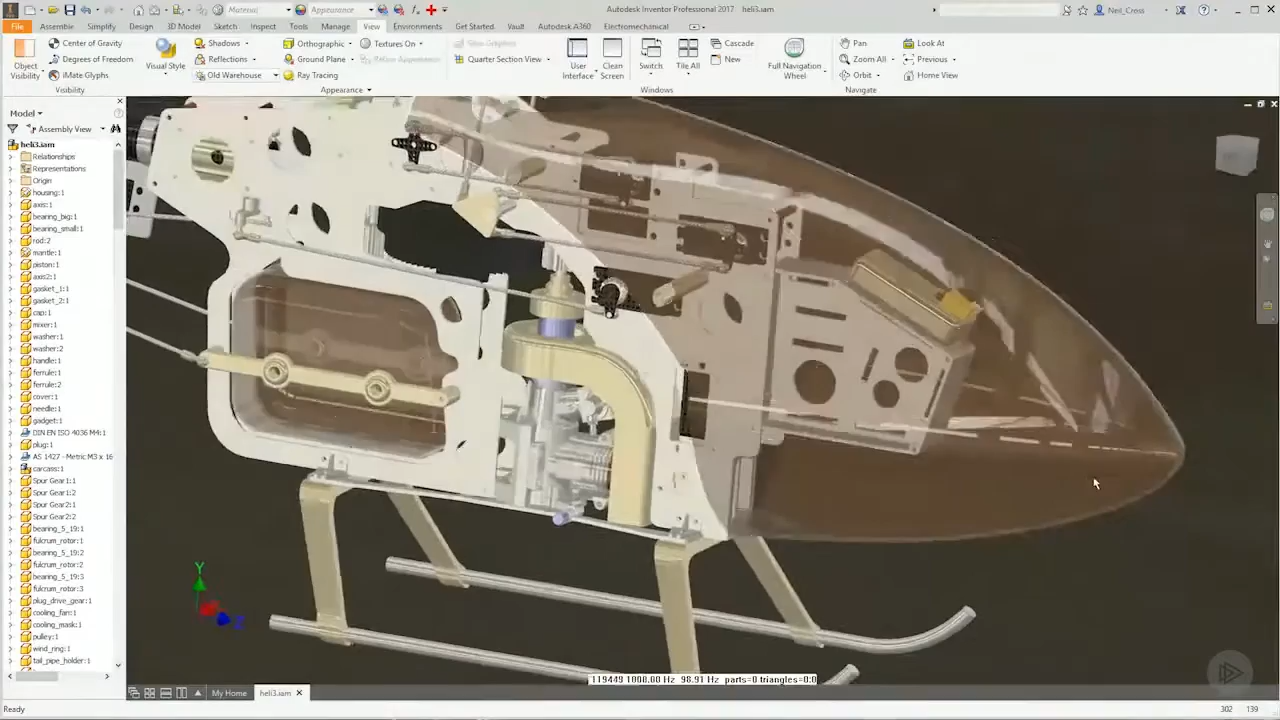 Material
Appearance
Autodesk Inventor Professional 2017 heli3.iam
Neil_Cross
File Assemble Simplify Design 3D Model Sketch Inspect Tools Manage View Environments Get Started Vault Autodesk A360 Electromechanical
Center of Gravity
Degrees of Freedom
iMate Glyphs
Object
Visibility
Visibility
Visual Style
Shadows
Reflections
Old Warehouse
Orthographic
Ground Plane
Ray Tracing
Textures On
Refine Appearance
Appearance
Slice Graphics
Quarter Section View
User
Interface
Clean
Screen
Switch
Tile All
Cascade
New
Windows
Full Navigation
Wheel
Pan
Zoom All
Orbit
Look At
Previous
Home View
Navigate
Model
Assembly View
heli3.iam
Relationships
Representations
Origin
housing:1
axis:1
bearing_big:1
bearing_small:1
rod:2
mantle:1
piston:1
axis2:1
gasket_1:1
gasket_2:1
cap:1
mixer:1
washer:1
washer:2
handle:1
ferrule:1
ferrule:2
cover:1
needle:1
gadget:1
DIN EN ISO 4036 M4:1
plug:1
AS 1427 - Metric M3 x 16
carcass:1
Spur Gear1:1
Spur Gear1:2
Spur Gear2:1
Spur Gear2:2
bearing_5_19:1
fulcrum_rotor:1
bearing_5_19:2
fulcrum_rotor:2
bearing_5_19:3
fulcrum_rotor:3
plug_drive_gear:1
cooling_fan:1
cooling_mask:1
pulley:1
wind_ring:1
tail_pipe_holder:1
Y
Z
119449 1000.00 Hz 98.91 Hz parts=0 triangles=0:0
My Home
heli3.iam
Ready
302 139